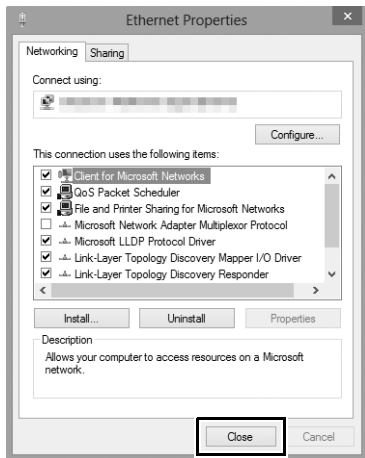 Ethernet Properties
Networking
Sharing
Connect using:
Configure...
This connection uses the following items:
Client for Microsoft Networks
QoS Packet Scheduler
File and Printer Sharing for Microsoft Networks
Microsoft Network Adapter Multiplexor Protocol
Microsoft LLDP Protocol Driver
Link-Layer Topology Discovery Mapper I/O Driver
Link-Layer Topology Discovery Responder
Install...
Uninstall
Properties
Description
Allows your computer to access resources on a Microsoft
network.
Close
Cancel